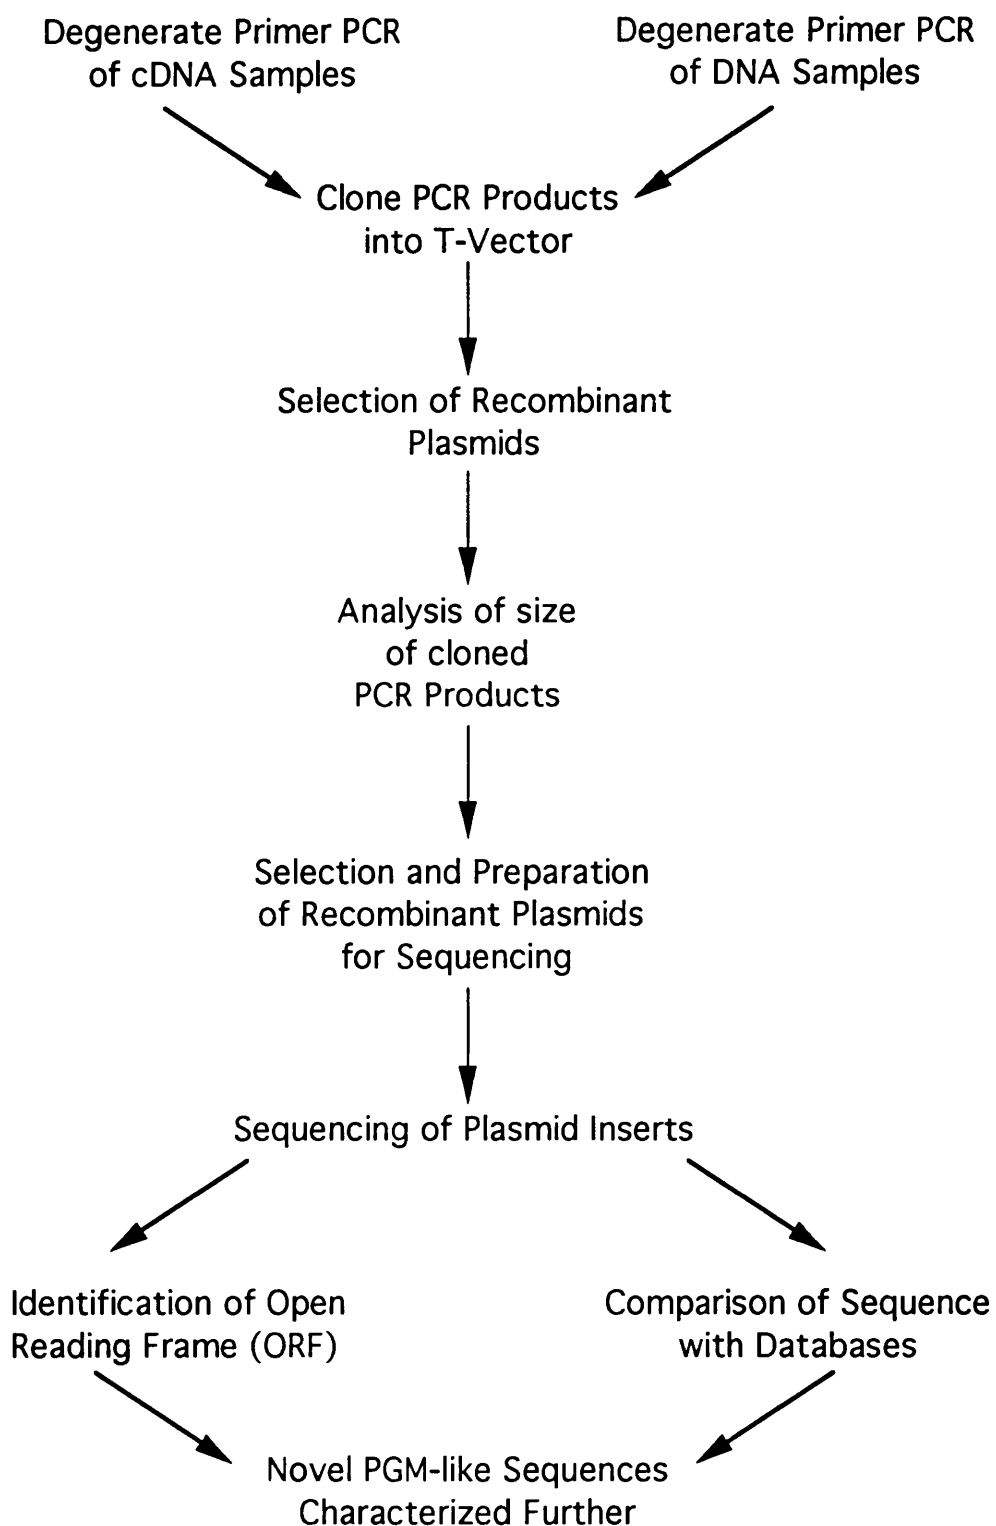 Degenerate Primer PCR
of cDNA Samples
Degenerate Primer PCR
of DNA Samples
Clone PCR Products
into T-Vector
Selection of Recombinant
Plasmids
Analysis of size
of cloned
PCR Products
Selection and Preparation
of Recombinant Plasmids
for Sequencing
Sequencing of Plasmid Inserts
Identification of Open
Reading Frame (ORF)
Comparison of Sequence
with Databases
Novel PGM-like Sequences
Characterized Further